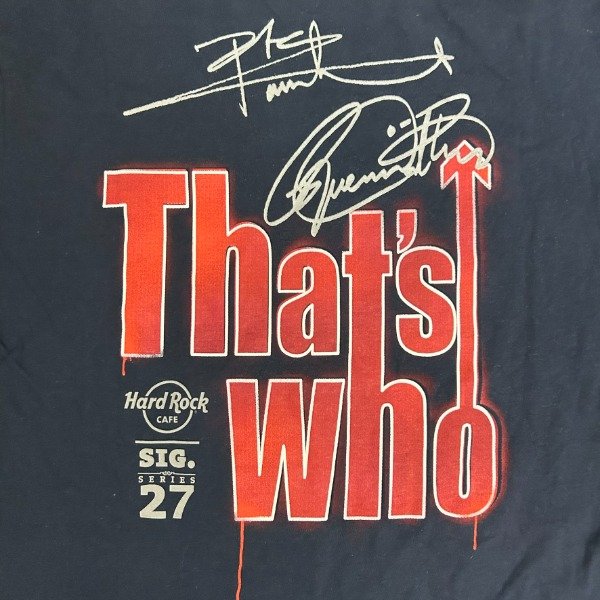 That's
Who
Hard Rock
CAFE
SIG.
SERIES
27